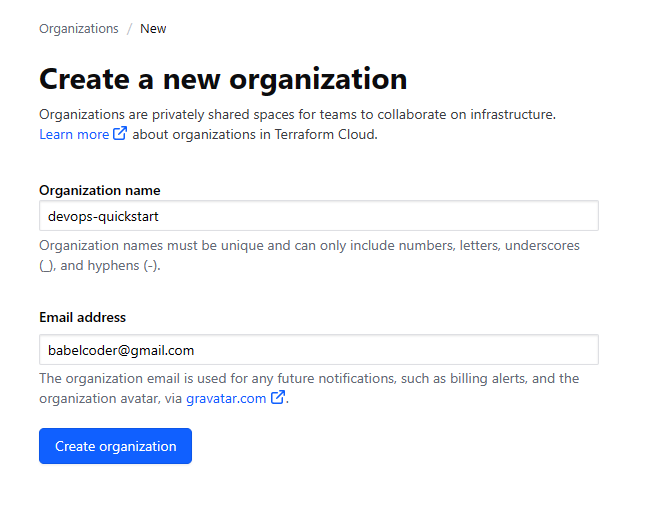 Organizations / New
Create a new organization
Organizations are privately shared spaces for teams to collaborate on infrastructure.
Learn more about organizations in Terraform Cloud.
Organization name
devops-quickstart
Organization names must be unique and can only include numbers, letters, underscores
(_), and hyphens (-).
Email address
babelcoder@gmail.com
The organization email is used for any future notifications, such as billing alerts, and the
organization avatar, via gravatar.com.
Create organization